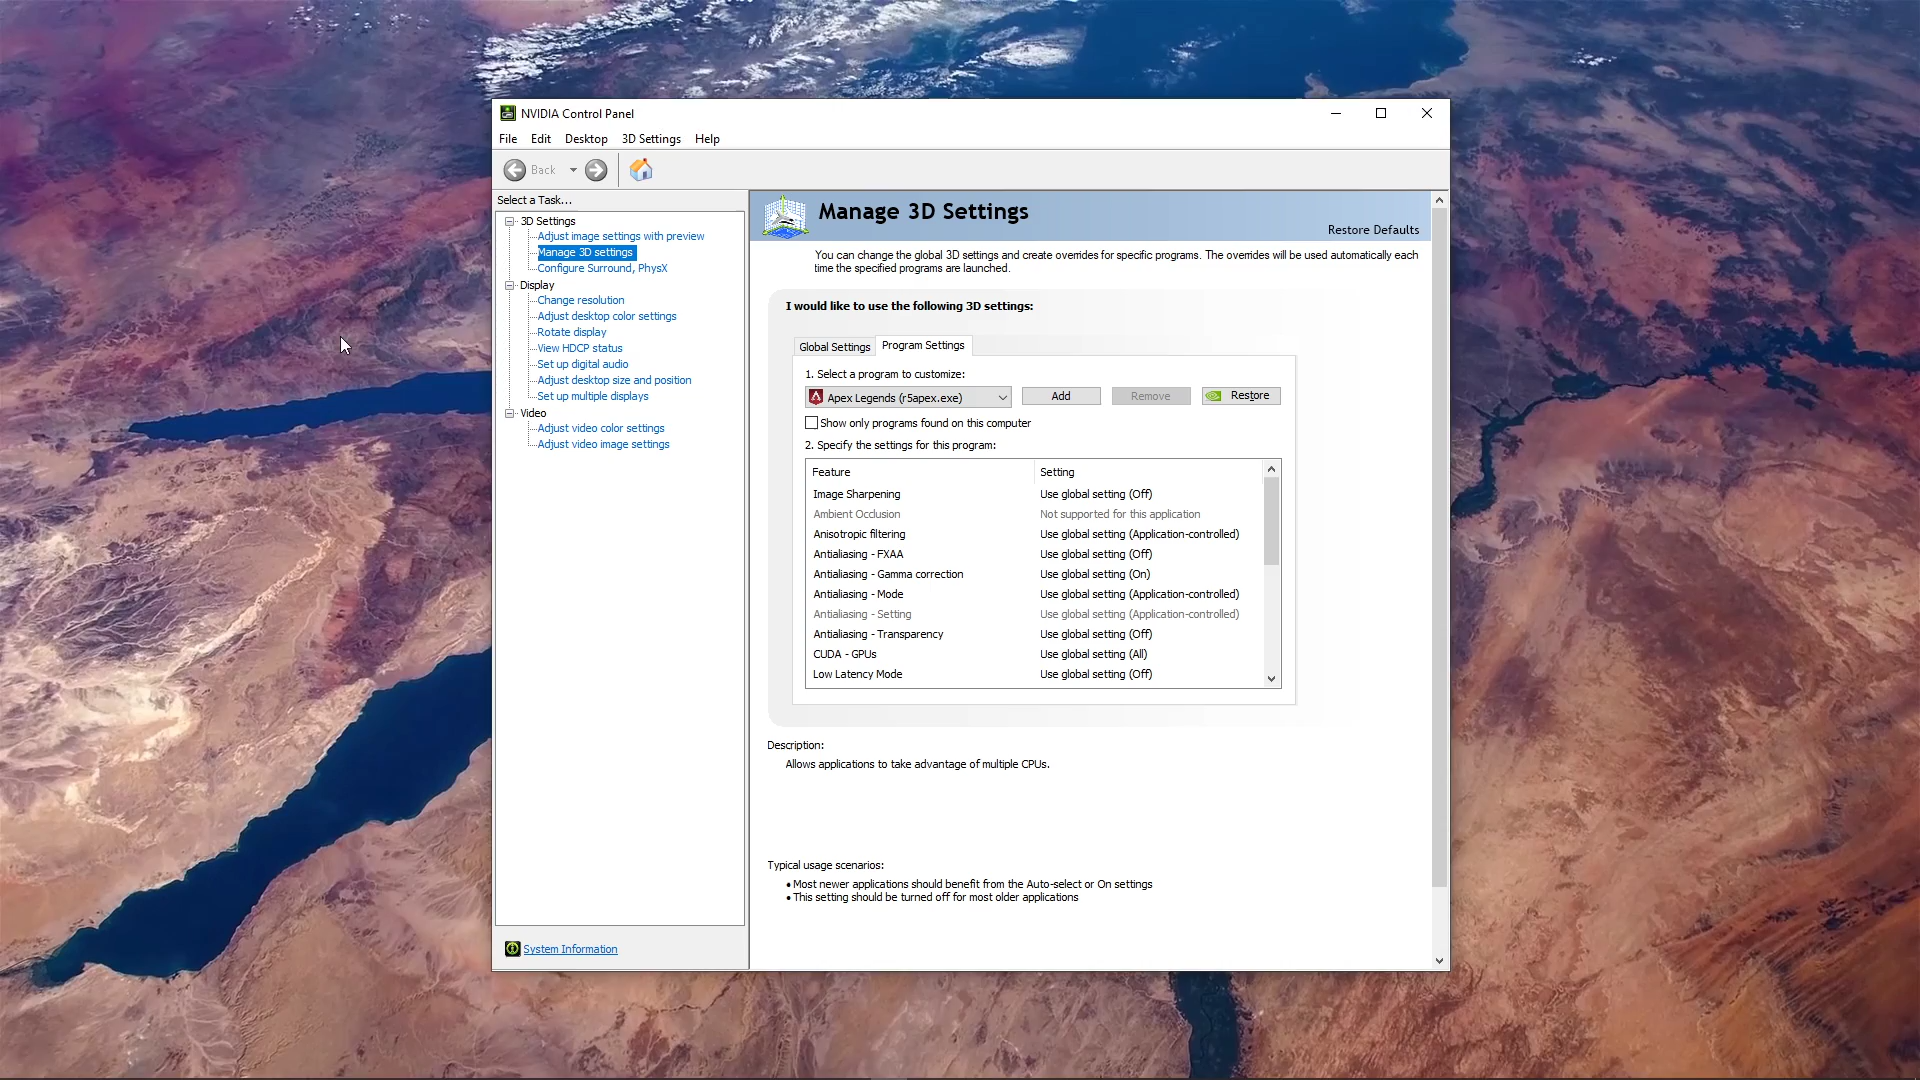 NVIDIA Control Panel
File Edit Desktop 3D Settings Help
Back
Select a Task...
3D Settings
Adjust image settings with preview
Manage 3D settings
Configure Surround, PhysX
Display
Change resolution
Adjust desktop color settings
Rotate display
View HDCP status
Set up digital audio
Adjust desktop size and position
Set up multiple displays
Video
Adjust video color settings
Adjust video image settings
System Information
Manage 3D Settings
Restore Defaults
You can change the global 3D settings and create overrides for specific programs. The overrides will be used automatically each
time the specified programs are launched.
I would like to use the following 3D settings:
Global Settings Program Settings
1. Select a program to customize:
Apex Legends (r5apex.exe) Add Remove Restore
Show only programs found on this computer
2. Specify the settings for this program:
Feature Setting
Image Sharpening Use global setting (Off)
Ambient Occlusion Not supported for this application
Anisotropic filtering Use global setting (Application-controlled)
Antialiasing - FXAA Use global setting (Off)
Antialiasing - Gamma correction Use global setting (On)
Antialiasing - Mode Use global setting (Application-controlled)
Antialiasing - Setting Use global setting (Application-controlled)
Antialiasing - Transparency Use global setting (Off)
CUDA - GPUs Use global setting (All)
Low Latency Mode Use global setting (Off)
Description:
Allows applications to take advantage of multiple CPUs.
Typical usage scenarios:
• Most newer applications should benefit from the Auto-select or On settings
• This setting should be turned off for most older applications